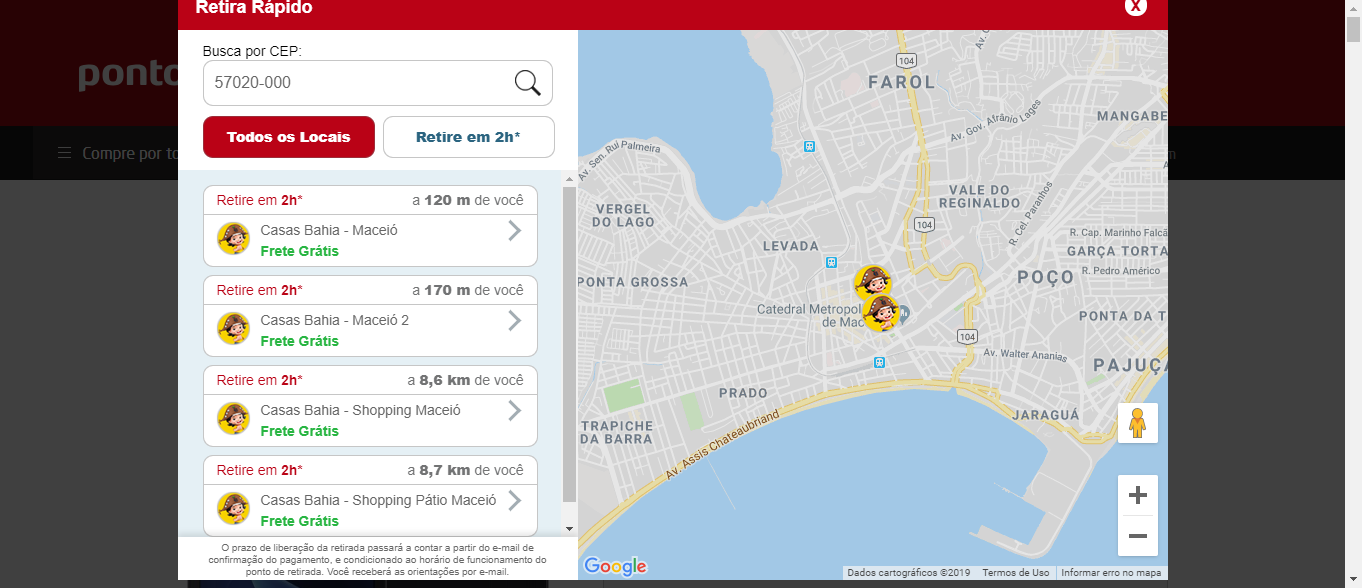 Retira Rápido
X
ponto
Compre por to
Busca por CEP:
57020-000
Todos os Locais
Retire em 2h*
Retire em 2h*
a 120 m de você
Casas Bahia - Maceió
Frete Grátis
Retire em 2h*
a 170 m de você
Casas Bahia - Maceió 2
Frete Grátis
Retire em 2h*
a 8,6 km de você
Casas Bahia - Shopping Maceió
Frete Grátis
Retire em 2h*
a 8,7 km de você
Casas Bahia - Shopping Pátio Maceió
Frete Grátis
O prazo de liberação da retirada passará a contar a partir do e-mail de
confirmação do pagamento, e condicionado ao horário de funcionamento do
ponto de retirada. Você receberá as orientações por e-mail.
104
FAROL
Av. Gov. Afrânio Lages
MANGABE
Av. Sen. Rui Palmeira
VALE DO
REGINALDO
R. Cel. Paranhos
VERGEL
DO LAGO
104
R. Cap. Marinho Falcã
LEVADA
GARÇA TORTA
R. Pedro Américo
POÇO
PONTA GROSSA
Catedral Metropol
de Mac
PONTA DA T
104
Av. Walter Ananias
PAJUÇA
PRADO
JARAGUÁ
TRAPICHE
DA BARRA
Av. Assis Chateaubriand
Google
Dados cartográficos ©2019
Termos de Uso
Informar erro no mapa